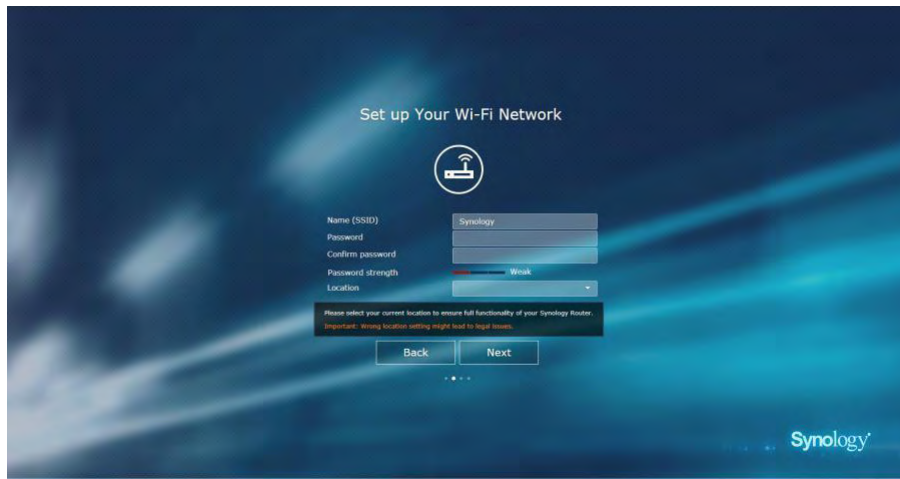 Set up Your Wi-Fi Network
Name (SSID) Synology
Password
Confirm password
Password strength Weak
Location
Please select your current location to ensure full functionality of your Synology Router.
Important: Wrong location setting might lead to legal issues.
Back Next
Synology